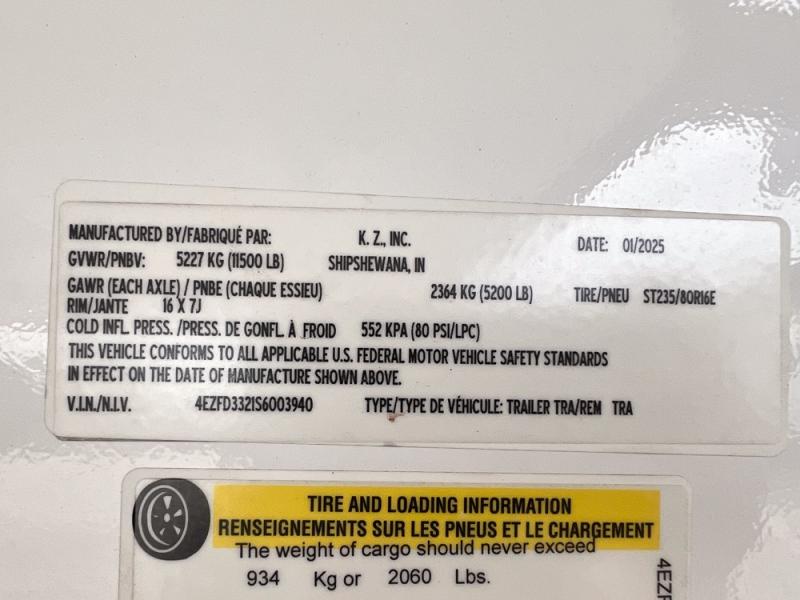 MANUFACTURED BY/FABRIQUÉ PAR: K. Z., INC. DATE: 01/2025
GVWR/PNBV: 5227 KG (11500 LB) SHIPSHEWANA, IN
GAWR (EACH AXLE) / PNBE (CHAQUE ESSIEU) 2364 KG (5200 LB) TIRE/PNEU ST235/80R16E
RIM/JANTE 16 X 7J
COLD INFL. PRESS. /PRESS. DE GONFL. À FROID 552 KPA (80 PSI/LPC)
THIS VEHICLE CONFORMS TO ALL APPLICABLE U.S. FEDERAL MOTOR VEHICLE SAFETY STANDARDS
IN EFFECT ON THE DATE OF MANUFACTURE SHOWN ABOVE.
V.I.N./N.I.V. 4EZFD3321S6003940 TYPE/TYPE DE VÉHICULE: TRAILER TRA/REM TRA
TIRE AND LOADING INFORMATION
RENSEIGNEMENTS SUR LES PNEUS ET LE CHARGEMENT
The weight of cargo should never exceed
934 Kg or 2060 Lbs.
4EZF